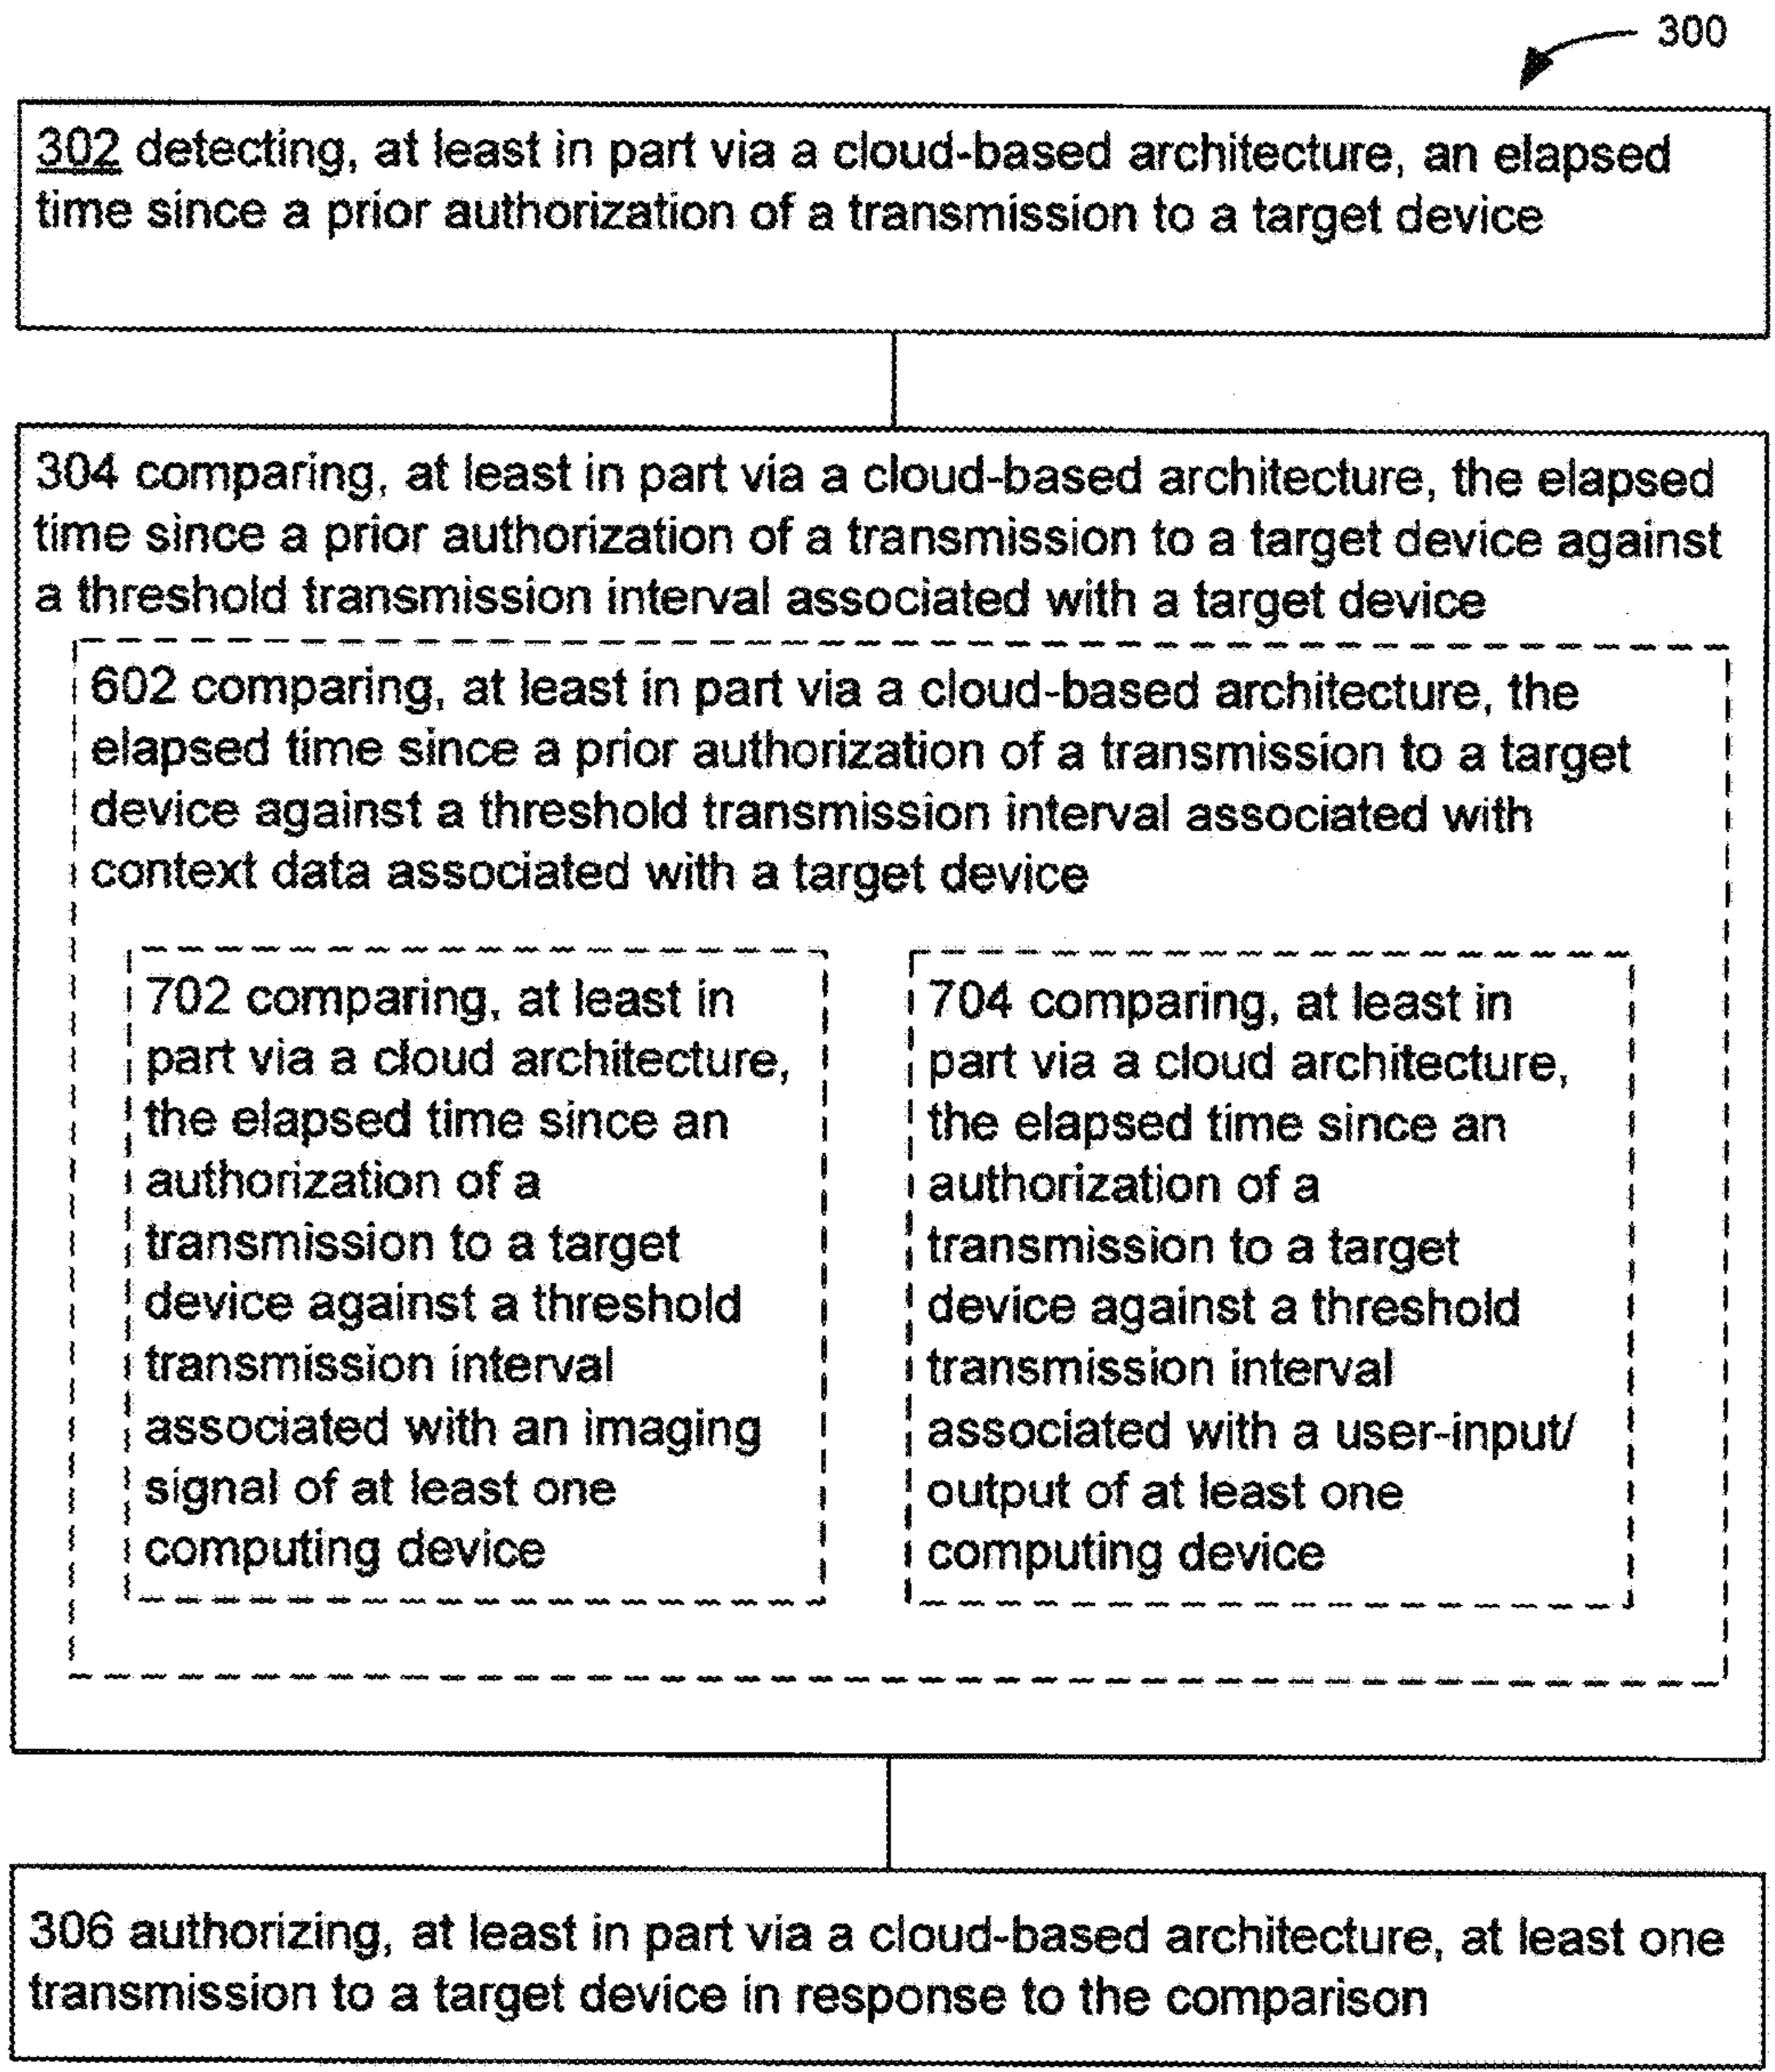 300
302 detecting, at least in part via a cloud-based architecture, an elapsed
time since a prior authorization of a transmission to a target device
304 comparing, at least in part via a cloud-based architecture, the elapsed
time since a prior authorization of a transmission to a target device against
a threshold transmission interval associated with a target device
602 comparing, at least in part via a cloud-based architecture, the
elapsed time since a prior authorization of a transmission to a target
device against a threshold transmission interval associated with
context data associated with a target device
702 comparing, at least in
part via a cloud architecture,
the elapsed time since an
authorization of a
transmission to a target
device against a threshold
transmission interval
associated with an imaging
signal of at least one
computing device
704 comparing, at least in
part via a cloud architecture,
the elapsed time since an
authorization of a
transmission to a target
device against a threshold
transmission interval
associated with a user-input/
output of at least one
computing device
306 authorizing, at least in part via a cloud-based architecture, at least one
transmission to a target device in response to the comparison